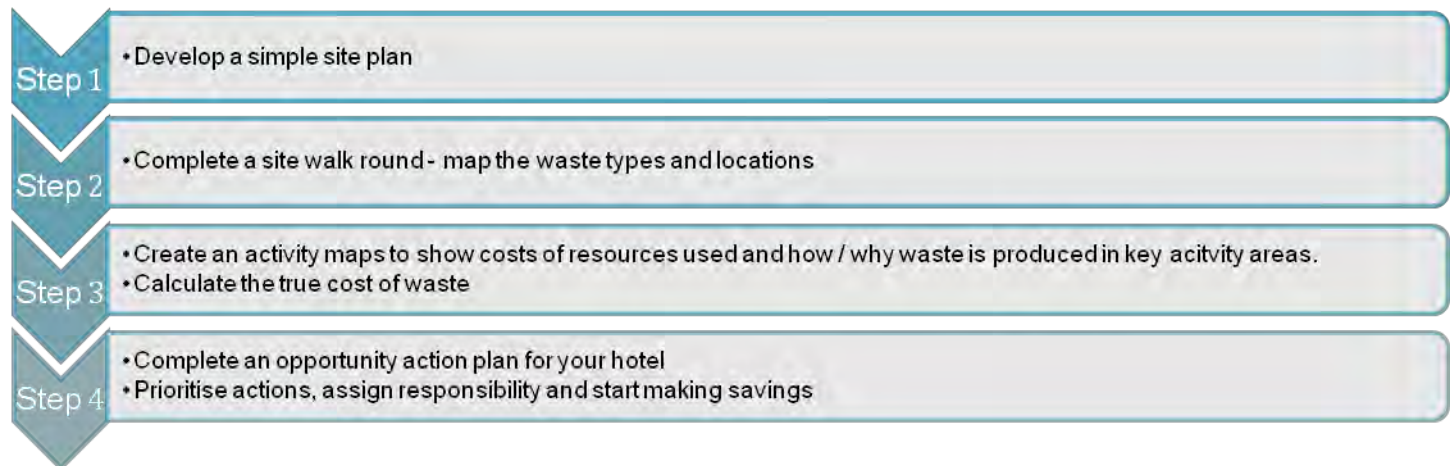 Step 1
• Develop a simple site plan
Step 2
• Complete a site walk round - map the waste types and locations
Step 3
• Create an activity maps to show costs of resources used and how / why waste is produced in key acitvity areas.
• Calculate the true cost of waste
Step 4
• Complete an opportunity action plan for your hotel
• Prioritise actions, assign responsibility and start making savings